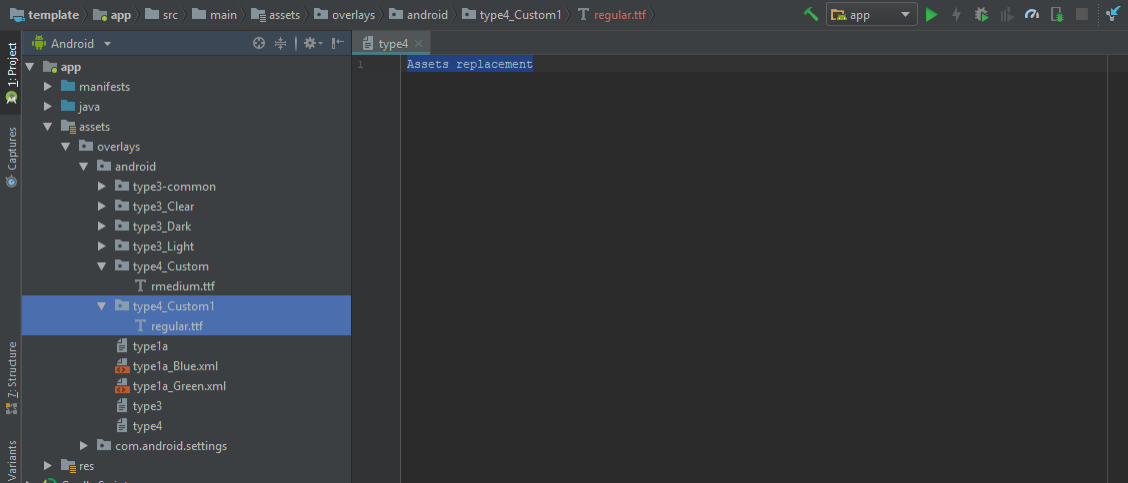 template app src main assets overlays android type4_Custom1 regular.ttf app
Android
type4
1: Project
Captures
7: Structure
Variants
app
manifests
java
assets
overlays
android
type3-common
type3_Clear
type3_Dark
type3_Light
type4_Custom
rmedium.ttf
type4_Custom1
regular.ttf
type1a
type1a_Blue.xml
type1a_Green.xml
type3
type4
com.android.settings
res
1 Assets replacement